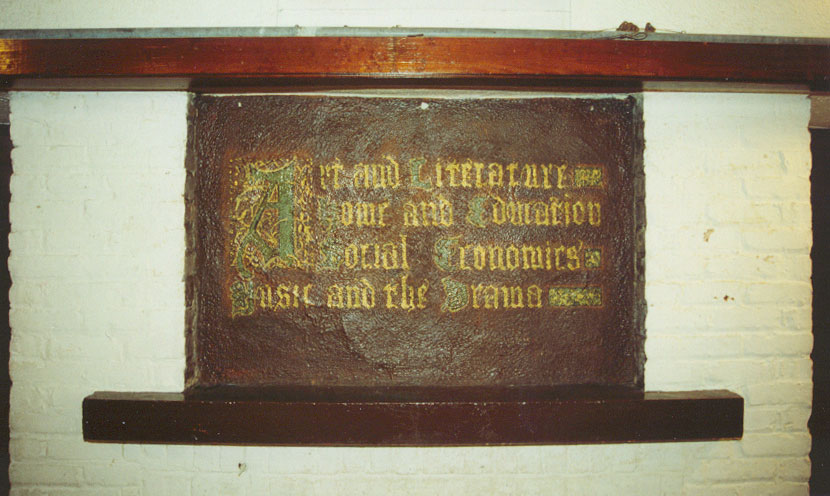 Art and Literature
Home and Education
Social Economics
Music and the Drama